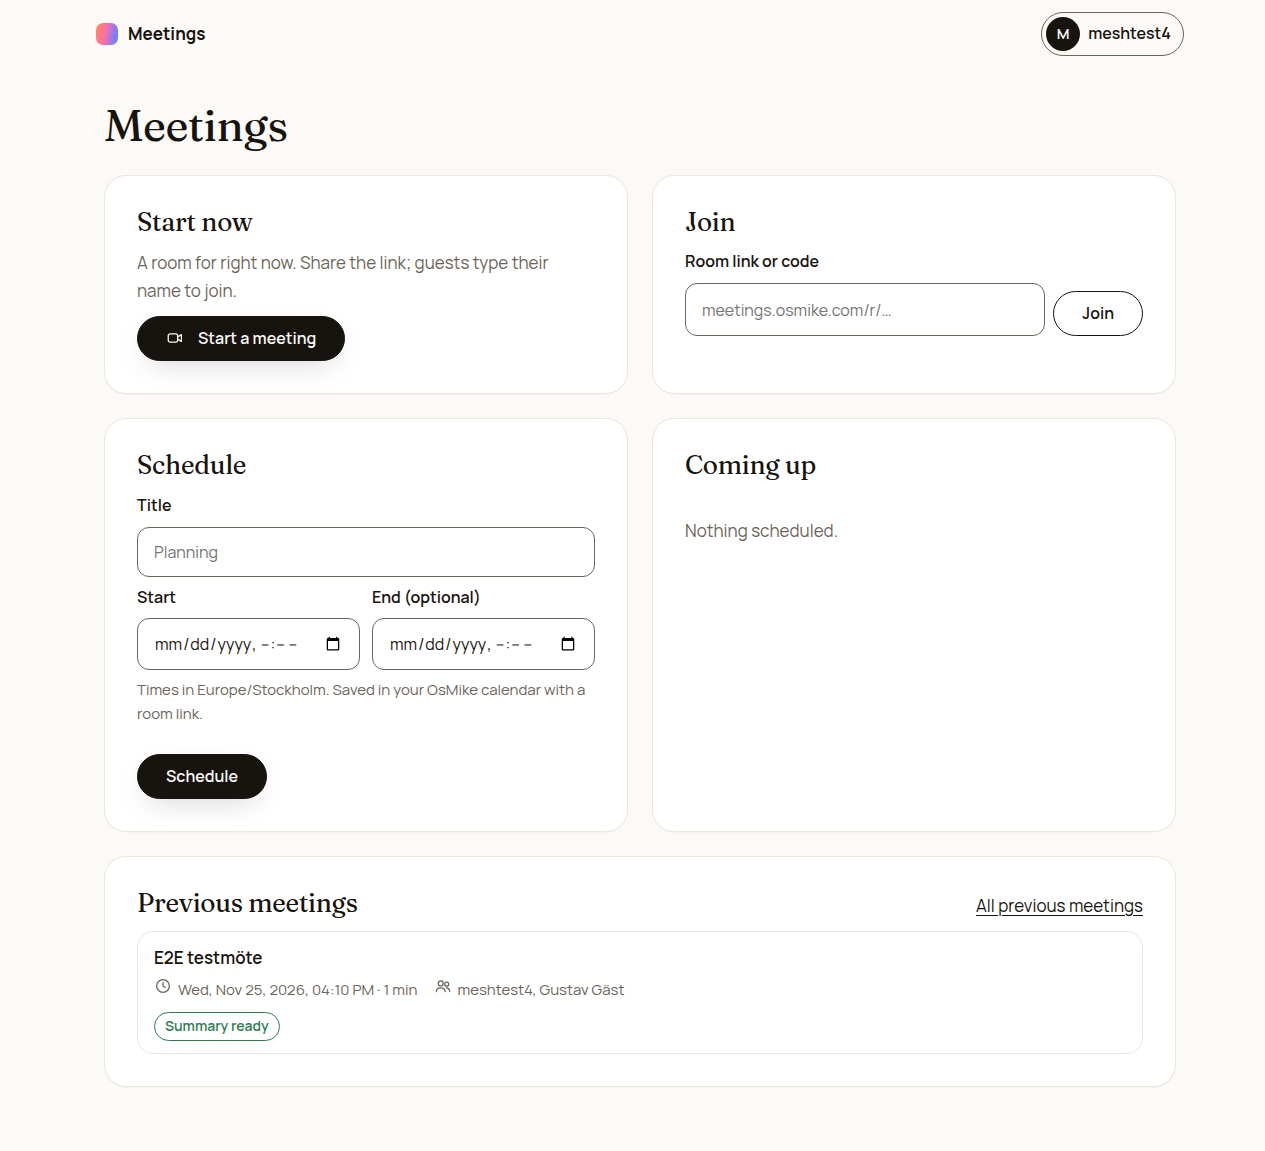 Meetings
M meshtest4
Meetings
Start now
A room for right now. Share the link; guests type their
name to join.
Start a meeting
Join
Room link or code
meetings.osmike.com/r/...
Join
Schedule
Title
Planning
Start
End (optional)
mm/dd/yyyy, --:-- --
mm/dd/yyyy, --:-- --
Times in Europe/Stockholm. Saved in your OsMike calendar with a
room link.
Schedule
Coming up
Nothing scheduled.
Previous meetings
All previous meetings
E2E testmöte
Wed, Nov 25, 2026, 04:10 PM · 1 min meshtest4, Gustav Gäst
Summary ready